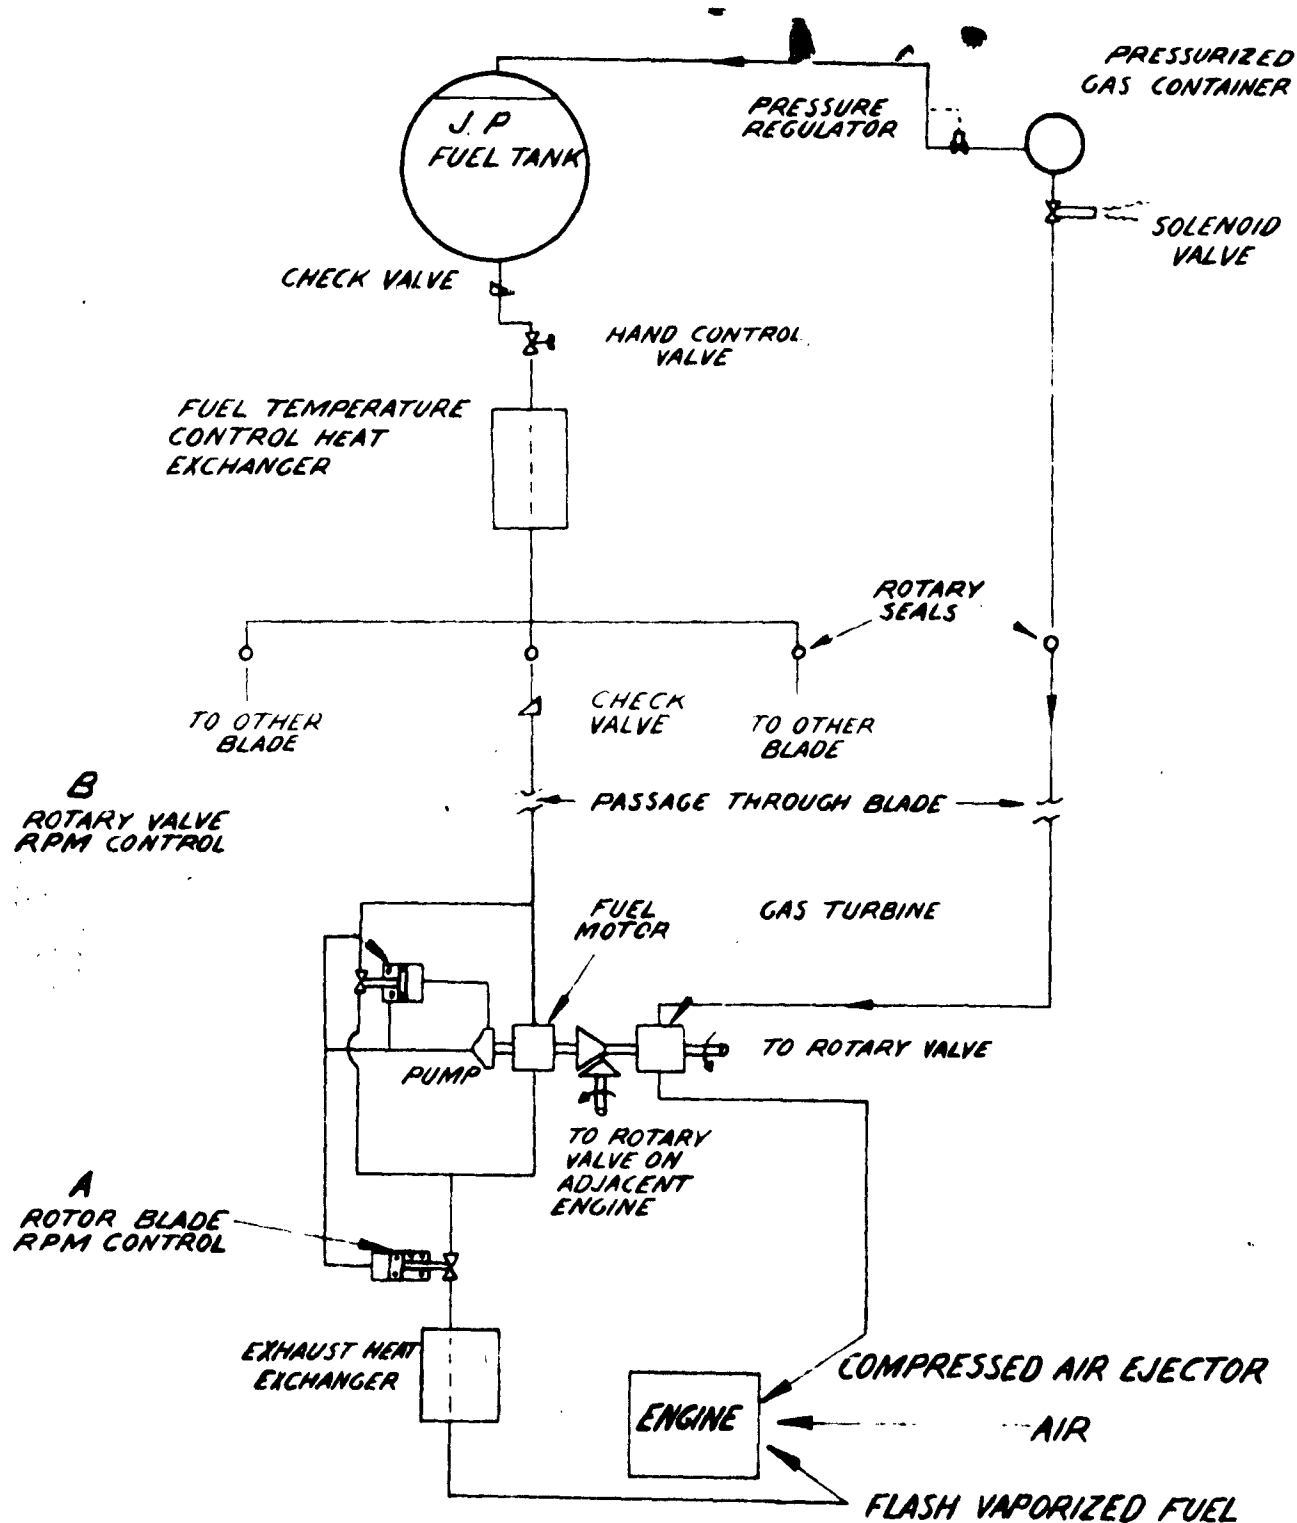 PRESSURIZED
GAS CONTAINER
PRESSURE
REGULATOR
J.P
FUEL TANK
SOLENOID
VALVE
CHECK VALVE
HAND CONTROL
VALVE
FUEL TEMPERATURE
CONTROL HEAT
EXCHANGER
ROTARY
SEALS
CHECK
VALVE
TO OTHER
BLADE
TO OTHER
BLADE
B
ROTARY VALVE
RPM CONTROL
PASSAGE THROUGH BLADE
FUEL
MOTOR
GAS TURBINE
PUMP
TO ROTARY VALVE
TO ROTARY
VALVE ON
ADJACENT
ENGINE
A
ROTOR BLADE
RPM CONTROL
EXHAUST HEAT
EXCHANGER
ENGINE
COMPRESSED AIR EJECTOR
AIR
FLASH VAPORIZED FUEL